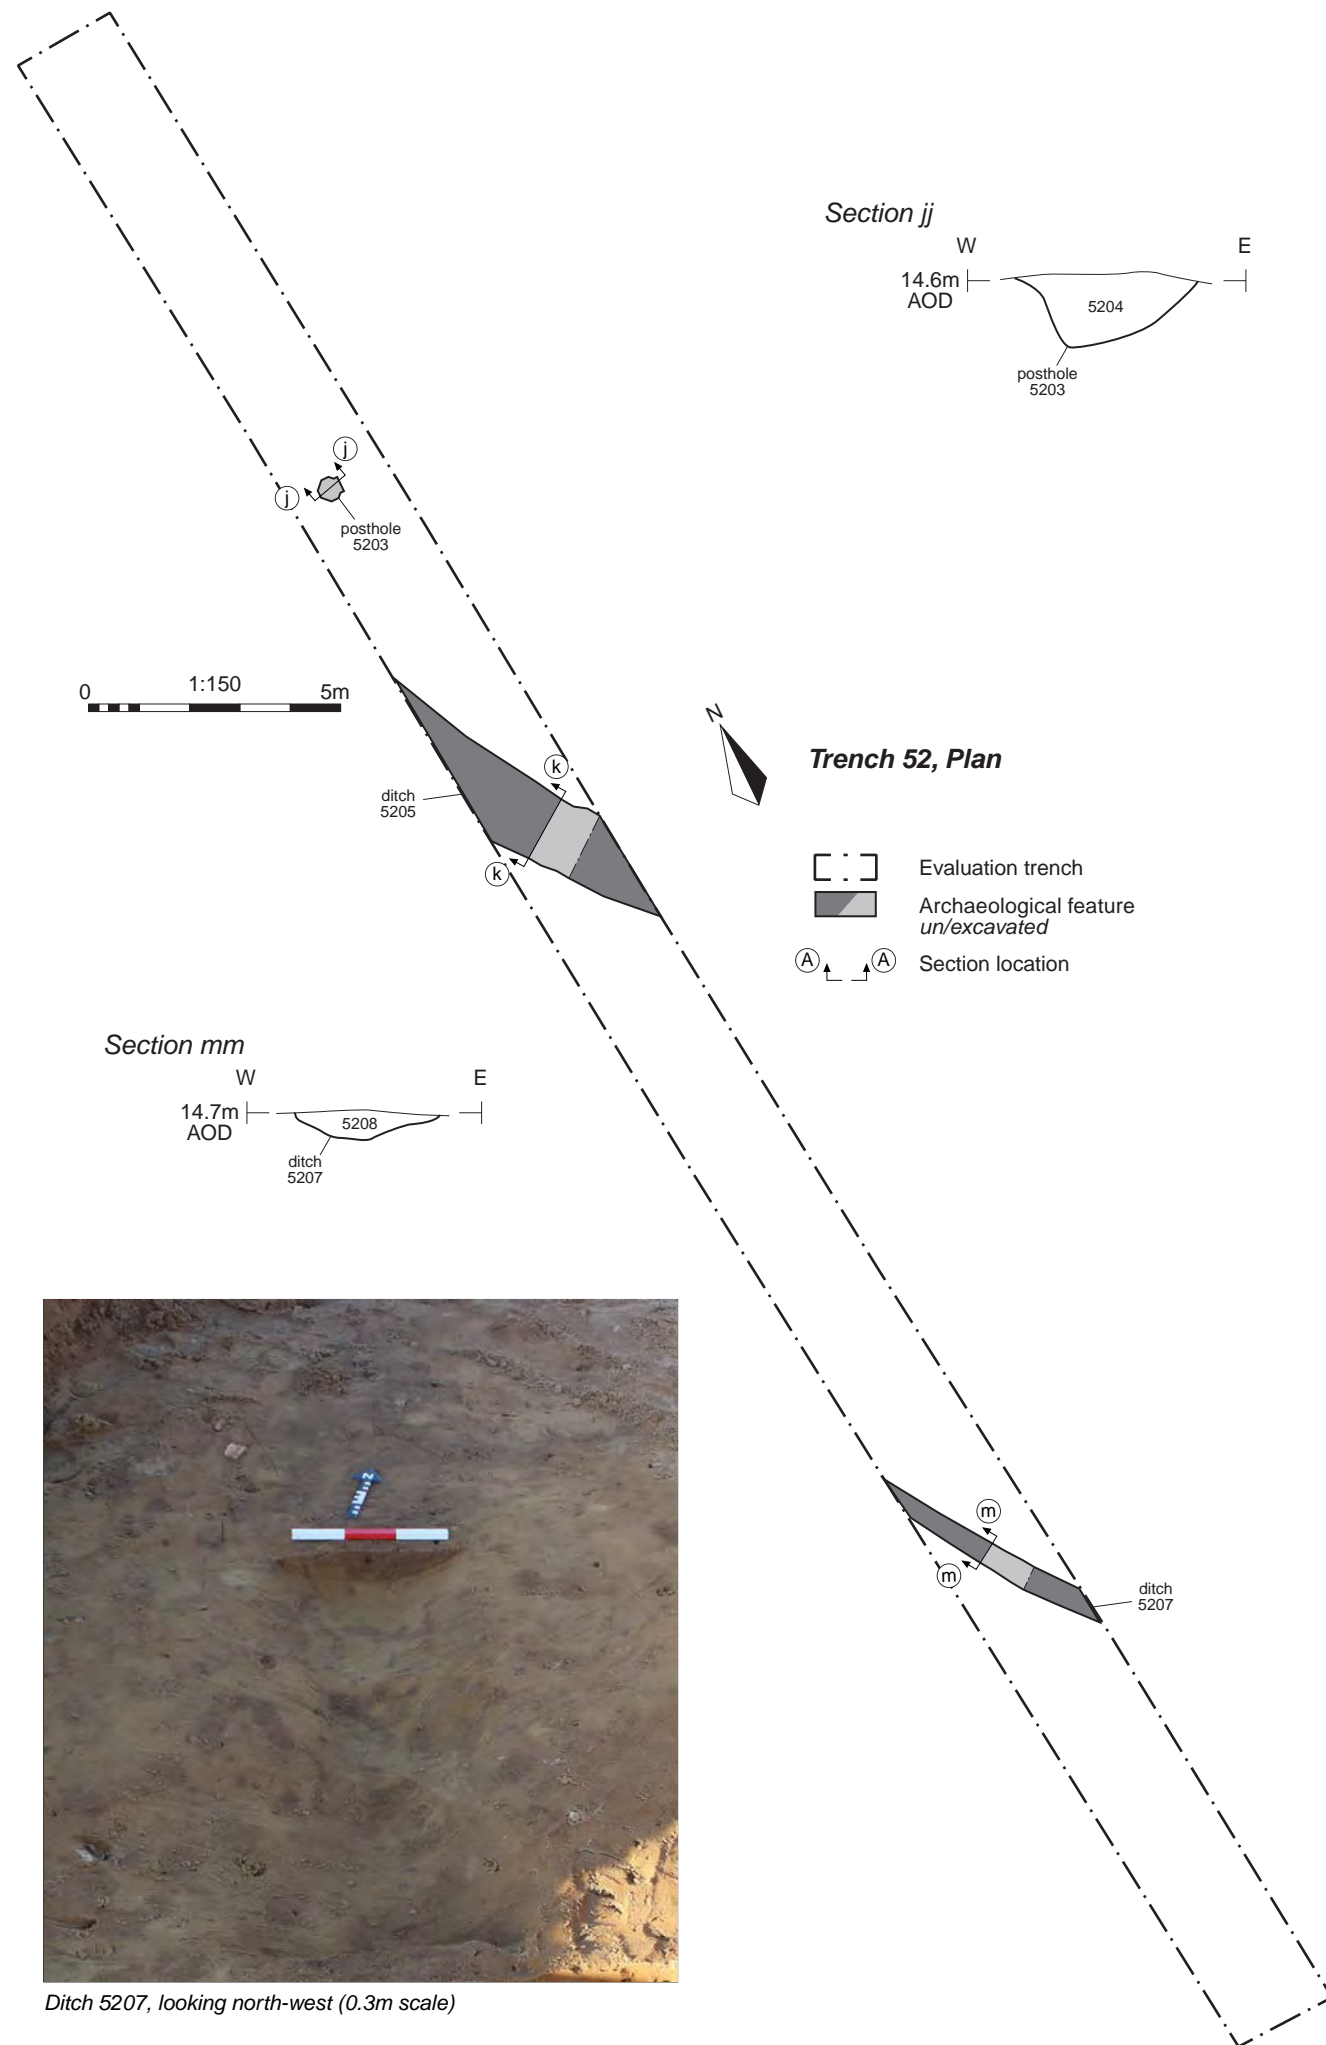 Section jj
W E
14.6m
AOD
5204
posthole
5203
j
j
posthole
5203
0 1:150 5m
N
Trench 52, Plan
k
ditch
5205
k
Evaluation trench
Archaeological feature
un/excavated
A A Section location
Section mm
W E
14.7m
AOD
5208
ditch
5207
m
m
ditch
5207
Ditch 5207, looking north-west (0.3m scale)